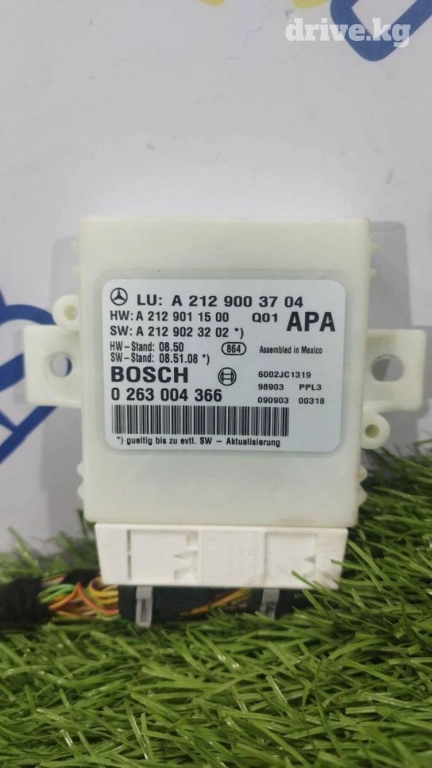 drive.kg
LU: A 212 900 37 04
HW: A 212 901 15 00 Q01 APA
SW: A 212 902 32 02 *)
HW-Stand: 08.50 864 Assembled in Mexico
SW-Stand: 08.51.08 *)
BOSCH 6002JC1319
98903 PPL3
0 263 004 366 090903 00318
*) gueltig bis zu evtl. SW - Aktualisierung